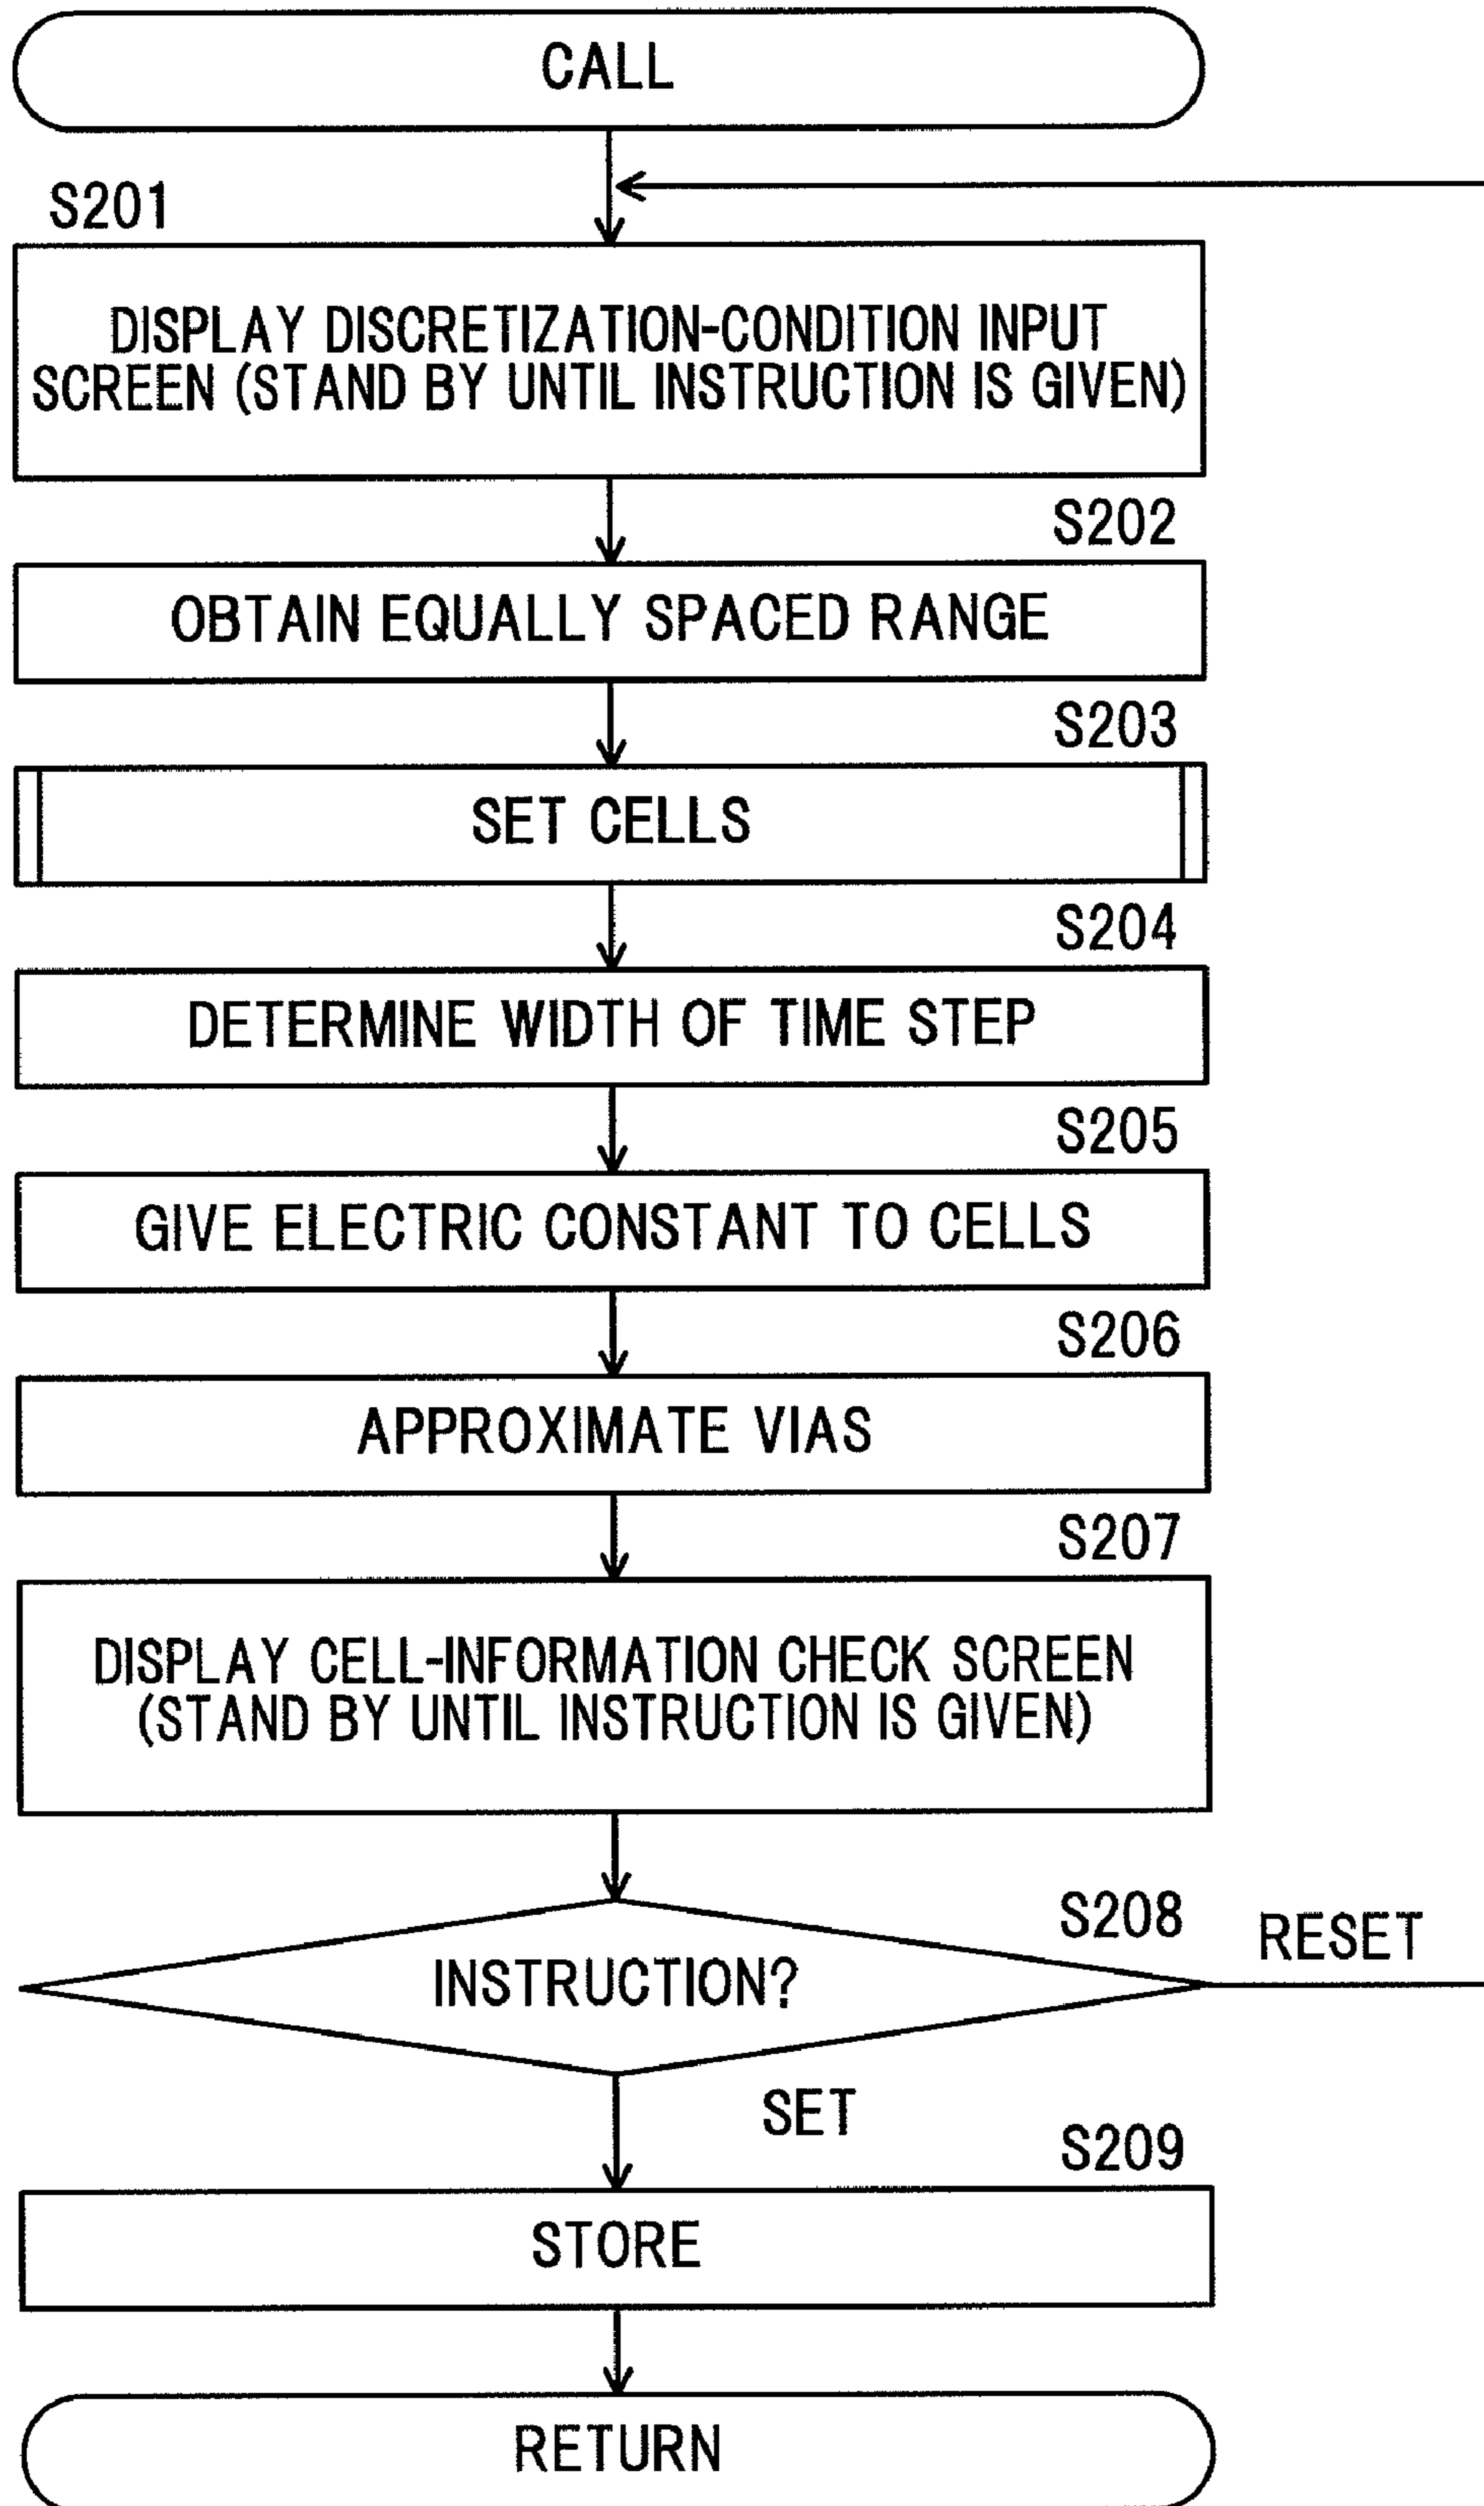 CALL
S201
DISPLAY DISCRETIZATION-CONDITION INPUT
SCREEN (STAND BY UNTIL INSTRUCTION IS GIVEN)
S202
OBTAIN EQUALLY SPACED RANGE
S203
SET CELLS
S204
DETERMINE WIDTH OF TIME STEP
S205
GIVE ELECTRIC CONSTANT TO CELLS
S206
APPROXIMATE VIAS
S207
DISPLAY CELL-INFORMATION CHECK SCREEN
(STAND BY UNTIL INSTRUCTION IS GIVEN)
S208
RESET
INSTRUCTION?
SET
S209
STORE
RETURN